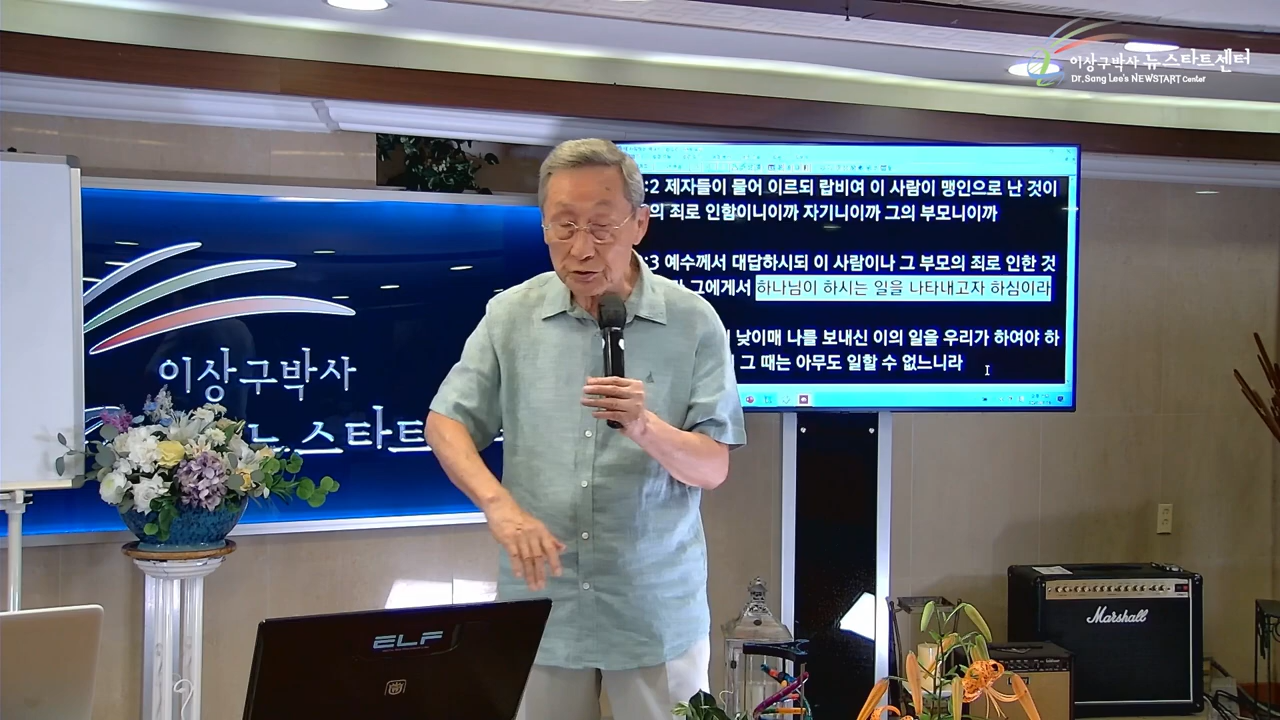 이상구박사 뉴스타트센터
Dr. Sang Lee's NEWSTART Center
:2 제자들이 물어 이르되 랍비여 이 사람이 맹인으로 난 것이
의 죄로 인함이니이까 자기니이까 그의 부모니이까
:3 예수께서 대답하시되 이 사람이나 그 부모의 죄로 인한 것
그에게서 하나님이 하시는 일을 나타내고자 하심이라
낮이매 나를 보내신 이의 일을 우리가 하여야 하
그 때는 아무도 일할 수 없느니라
이상구박사
뉴스타트
ELF
Marshall